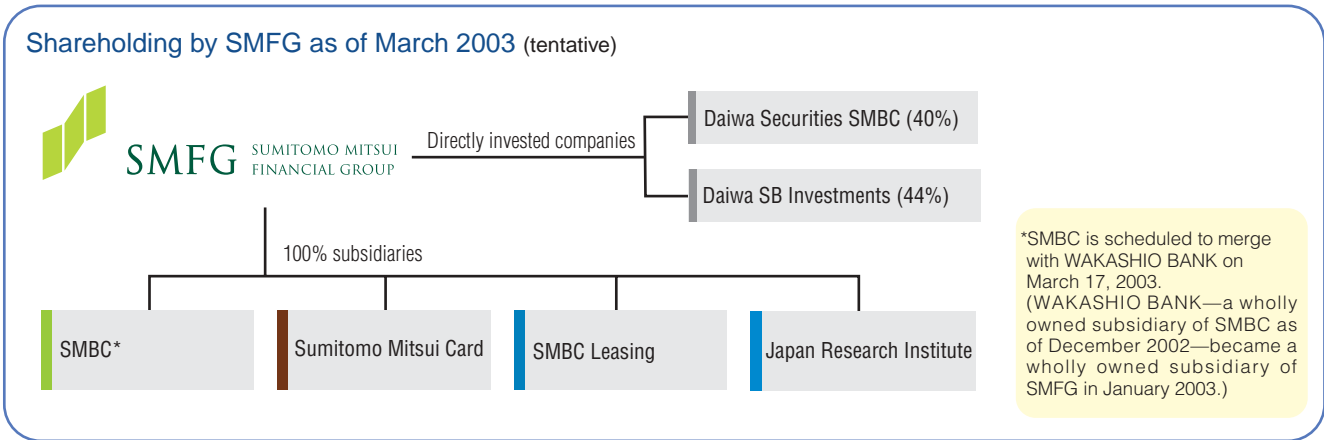 Shareholding by SMFG as of March 2003 (tentative)
SMFG SUMITOMO MITSUI
FINANCIAL GROUP
Directly invested companies
Daiwa Securities SMBC (40%)
Daiwa SB Investments (44%)
100% subsidiaries
SMBC*
Sumitomo Mitsui Card
SMBC Leasing
Japan Research Institute
*SMBC is scheduled to merge
with WAKASHIO BANK on
March 17, 2003.
(WAKASHIO BANK—a wholly
owned subsidiary of SMBC as
of December 2002—became a
wholly owned subsidiary of
SMFG in January 2003.)